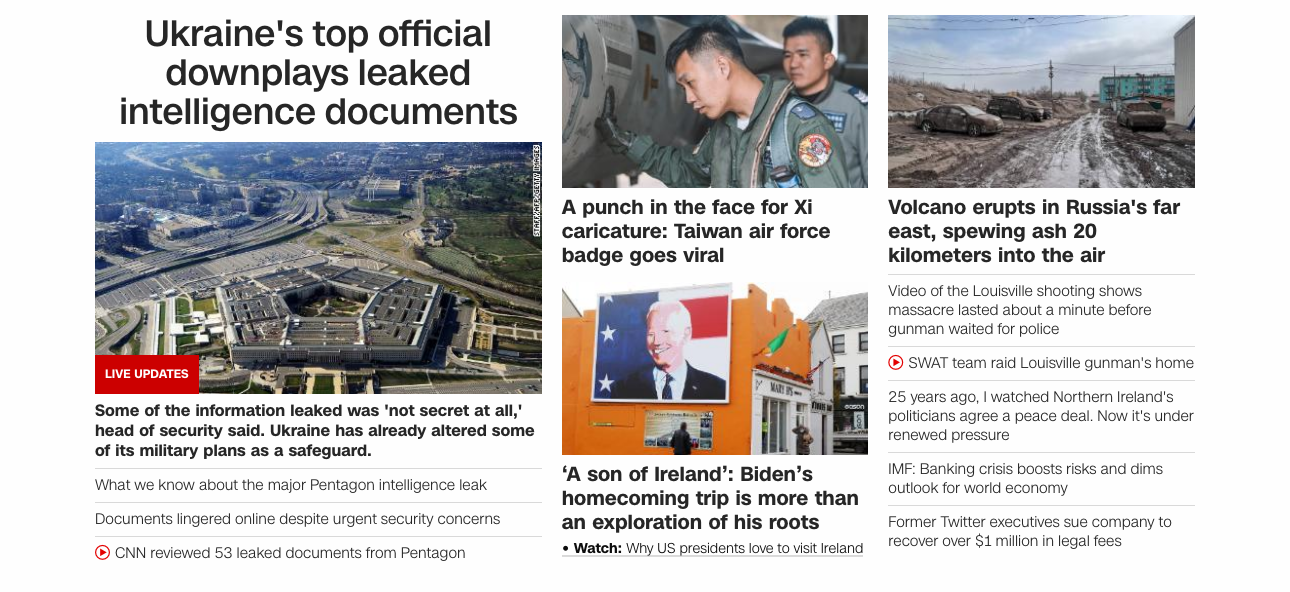 Ukraine's top official
downplays leaked
intelligence documents
LIVE UPDATES
Some of the information leaked was 'not secret at all,'
head of security said. Ukraine has already altered some
of its military plans as a safeguard.
What we know about the major Pentagon intelligence leak
Documents lingered online despite urgent security concerns
CNN reviewed 53 leaked documents from Pentagon
A punch in the face for Xi
caricature: Taiwan air force
badge goes viral
MARY
‘A son of Ireland’: Biden’s
homecoming trip is more than
an exploration of his roots
• Watch: Why US presidents love to visit Ireland
Volcano erupts in Russia's far
east, spewing ash 20
kilometers into the air
Video of the Louisville shooting shows
massacre lasted about a minute before
gunman waited for police
SWAT team raid Louisville gunman's home
25 years ago, I watched Northern Ireland's
politicians agree a peace deal. Now it's under
renewed pressure
IMF: Banking crisis boosts risks and dims
outlook for world economy
Former Twitter executives sue company to
recover over $1 million in legal fees